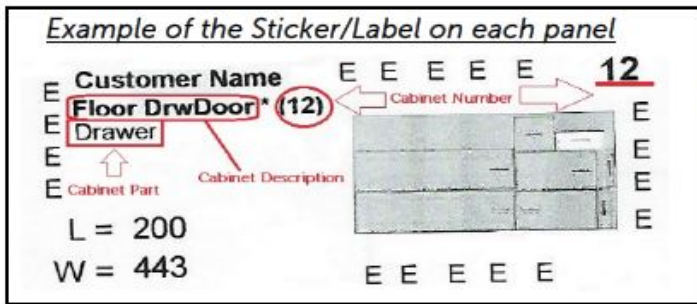 Example of the Sticker/Label on each panel
E E E E E 12
Customer Name
E Floor DrwDoor * (12) Cabinet Number E
E Drawer E
E E
E Cabinet Part Cabinet Description E
L = 200
W = 443
E E E E E